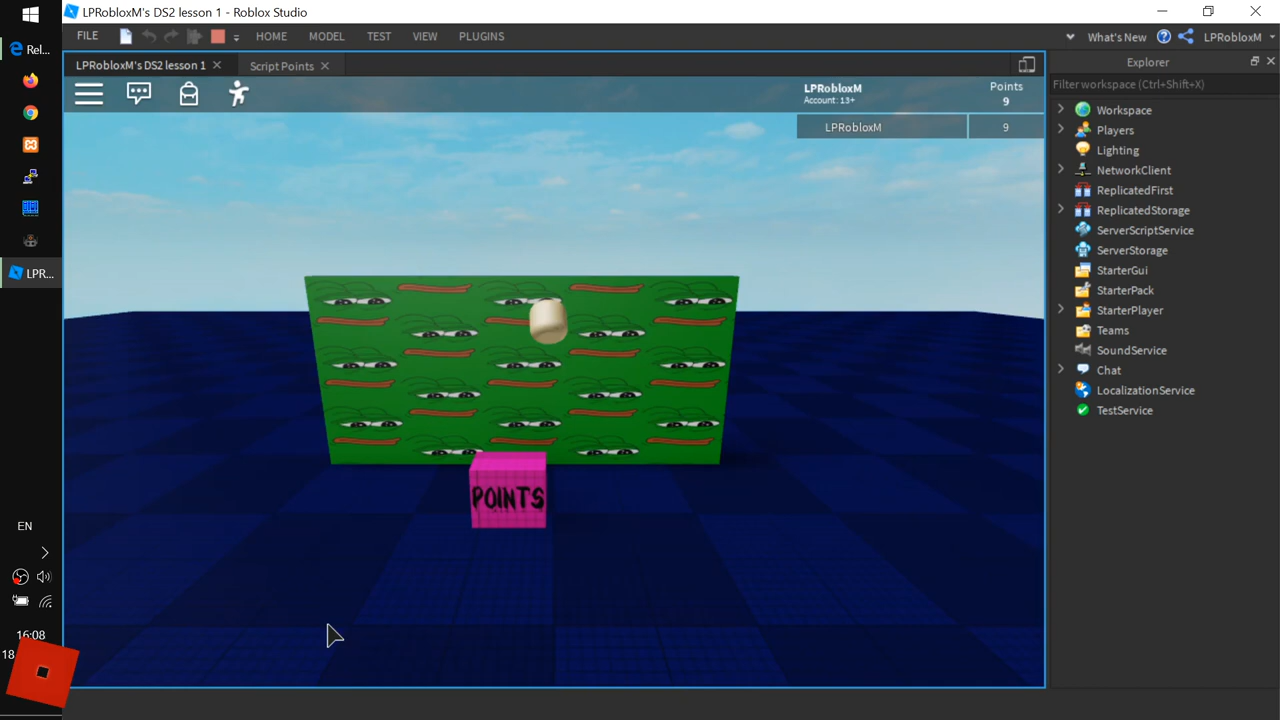 LPRobloxM's DS2 lesson 1 - Roblox Studio
Rel...
FILE
HOME
MODEL
TEST
VIEW
PLUGINS
What's New
LPRobloxM
LPRobloxM's DS2 lesson 1
Script Points
Explorer
Filter workspace (Ctrl+Shift+X)
LPRobloxM
Account: 13+
Points
9
LPRobloxM
9
Workspace
Players
Lighting
NetworkClient
ReplicatedFirst
ReplicatedStorage
ServerScriptService
ServerStorage
StarterGui
StarterPack
StarterPlayer
Teams
SoundService
Chat
LocalizationService
TestService
LPR...
POINTS
EN
16:08
18